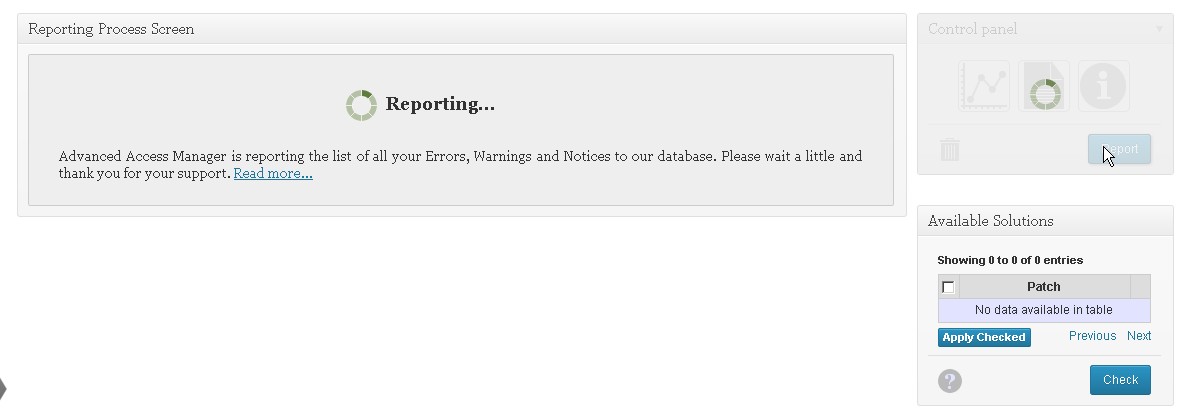 Reporting Process Screen
Reporting...
Advanced Access Manager is reporting the list of all your Errors, Warnings and Notices to our database. Please wait a little and
thank you for your support. Read more...
Control panel
Report
Available Solutions
Showing 0 to 0 of 0 entries
Patch
No data available in table
Apply Checked
Previous Next
?
Check